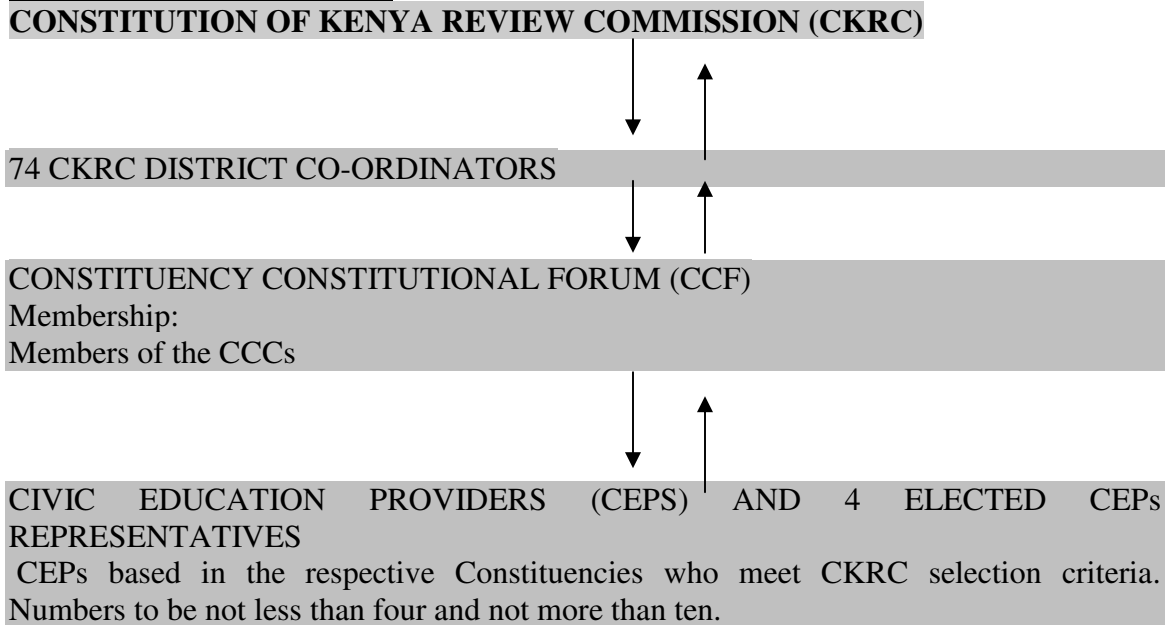 CONSTITUTION OF KENYA REVIEW COMMISSION (CKRC)
74 CKRC DISTRICT CO-ORDINATORS
CONSTITUENCY CONSTITUTIONAL FORUM (CCF)
Membership:
Members of the CCCs
CIVIC EDUCATION PROVIDERS (CEPS) AND 4 ELECTED CEPs
REPRESENTATIVES
CEPs based in the respective Constituencies who meet CKRC selection criteria.
Numbers to be not less than four and not more than ten.